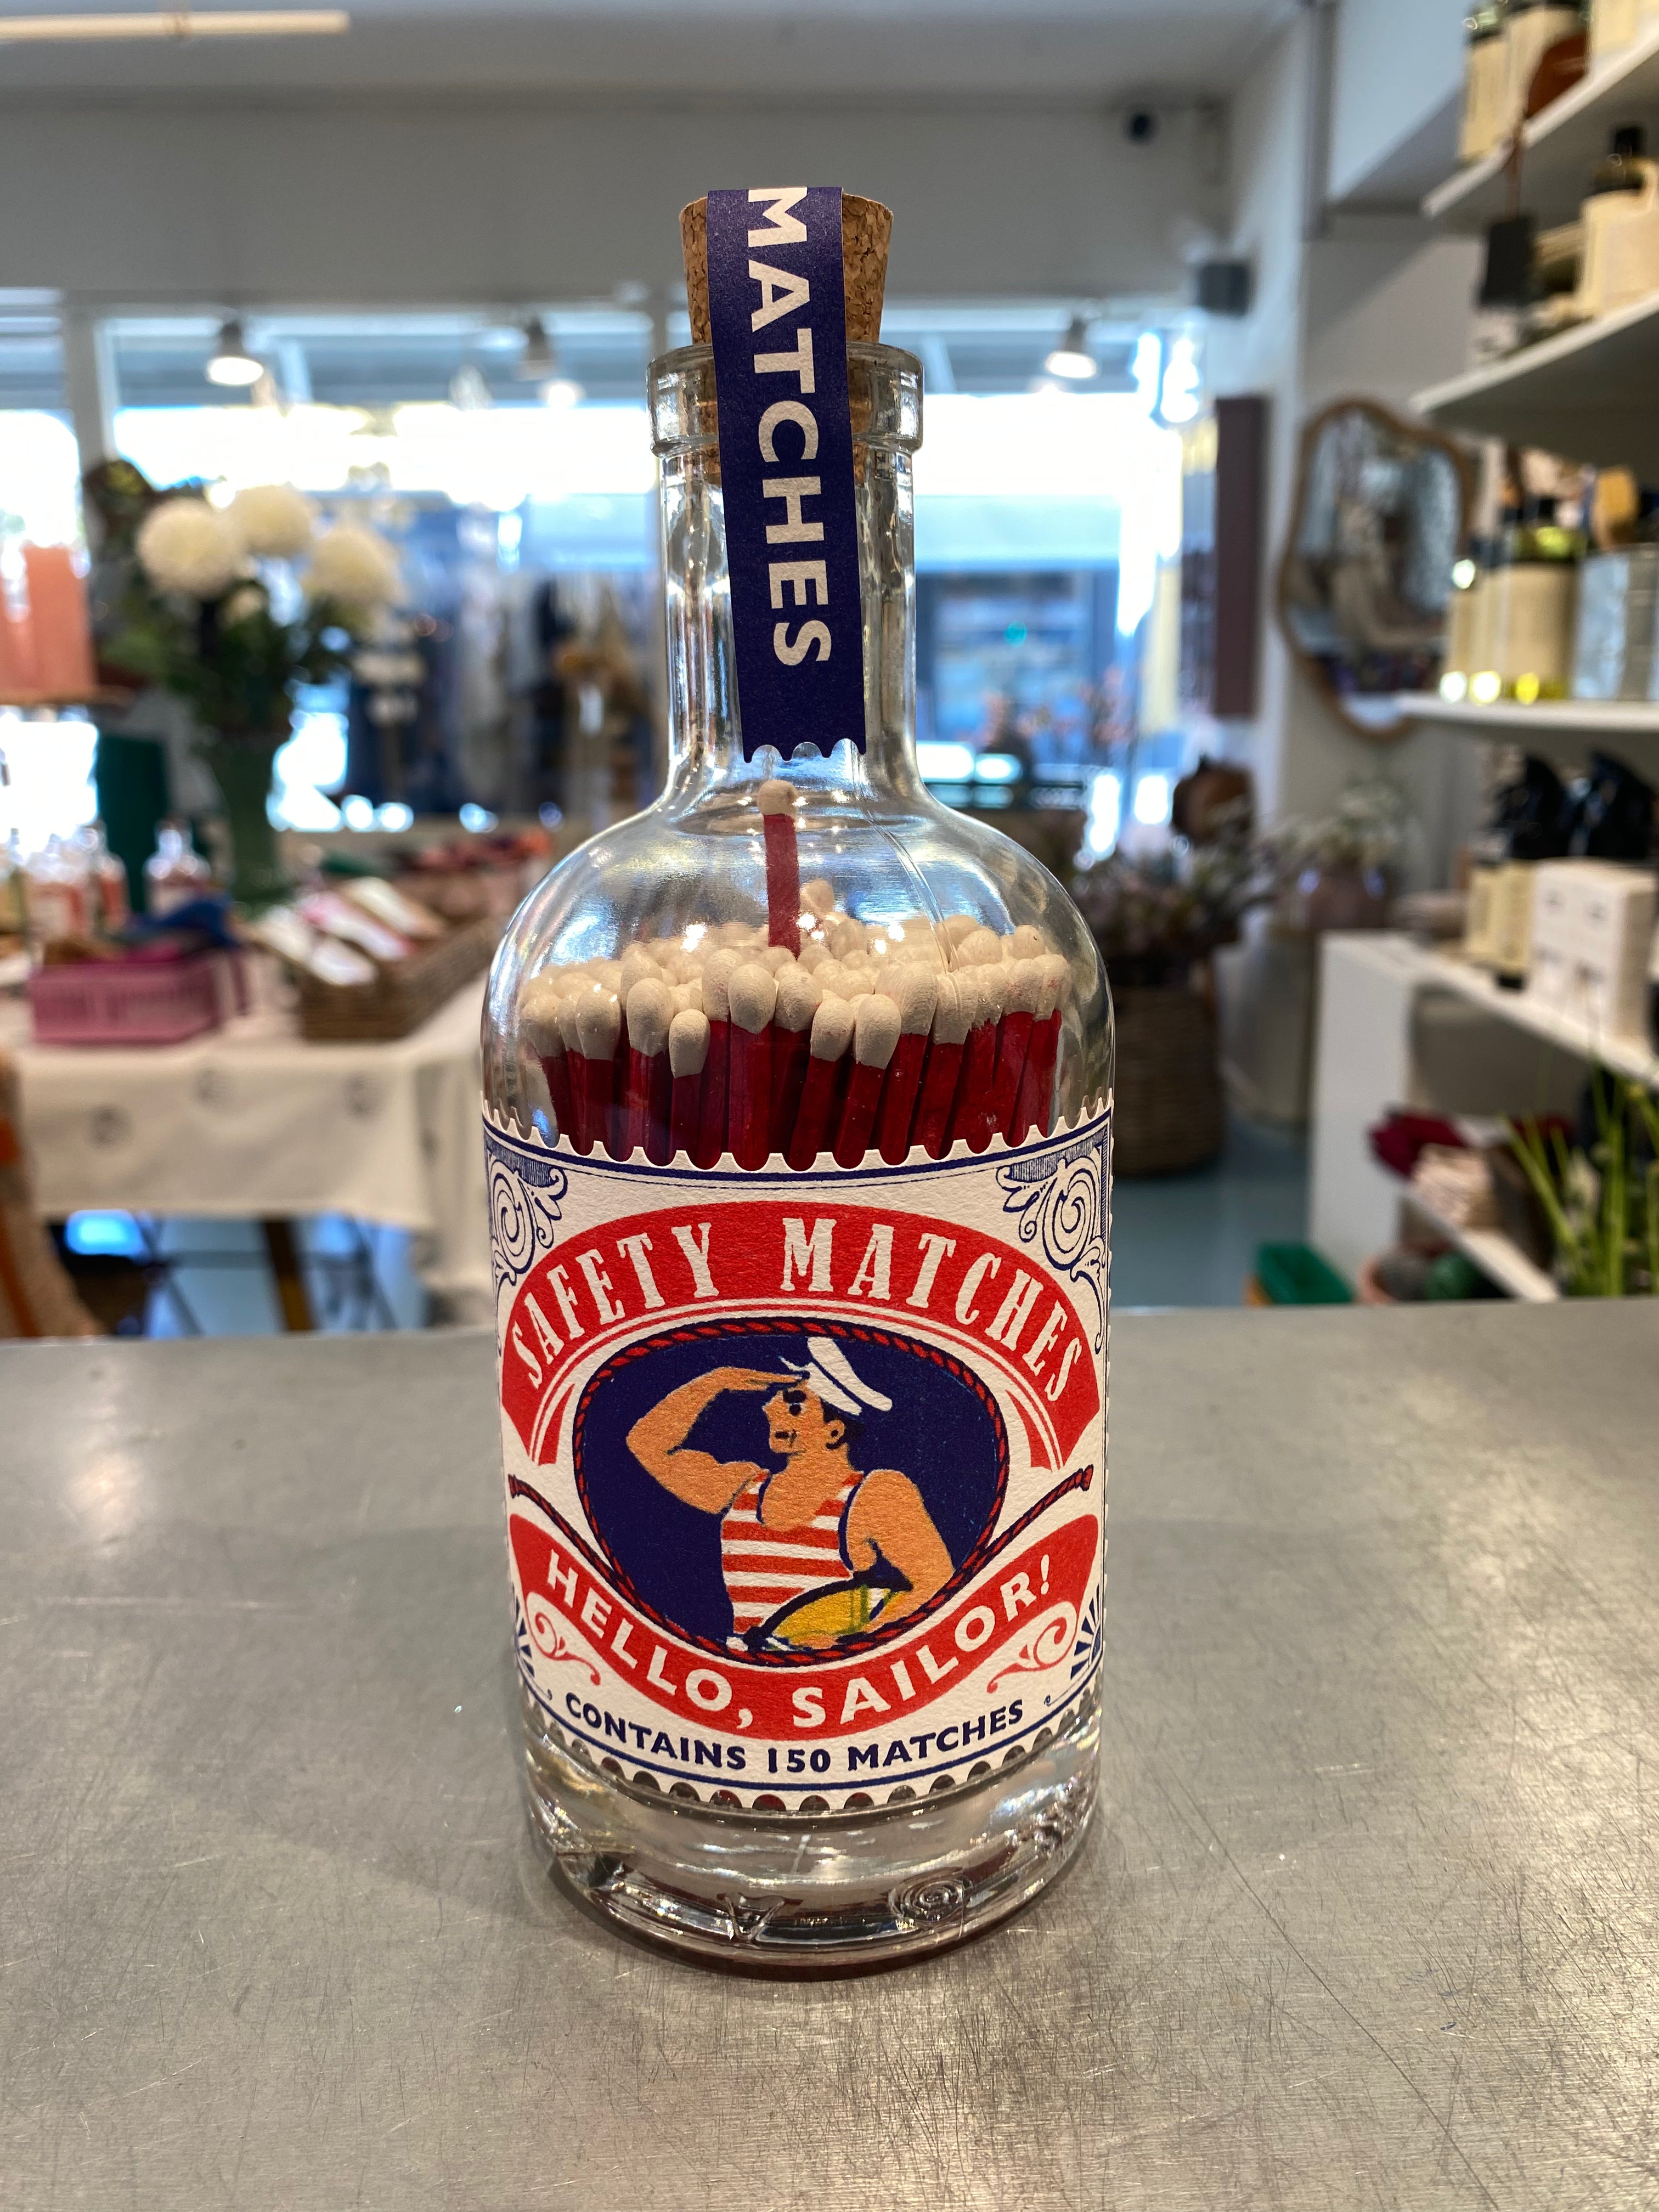 MATCHES
SAFETY MATCHES
HELLO, SAILOR!
CONTAINS 150 MATCHES